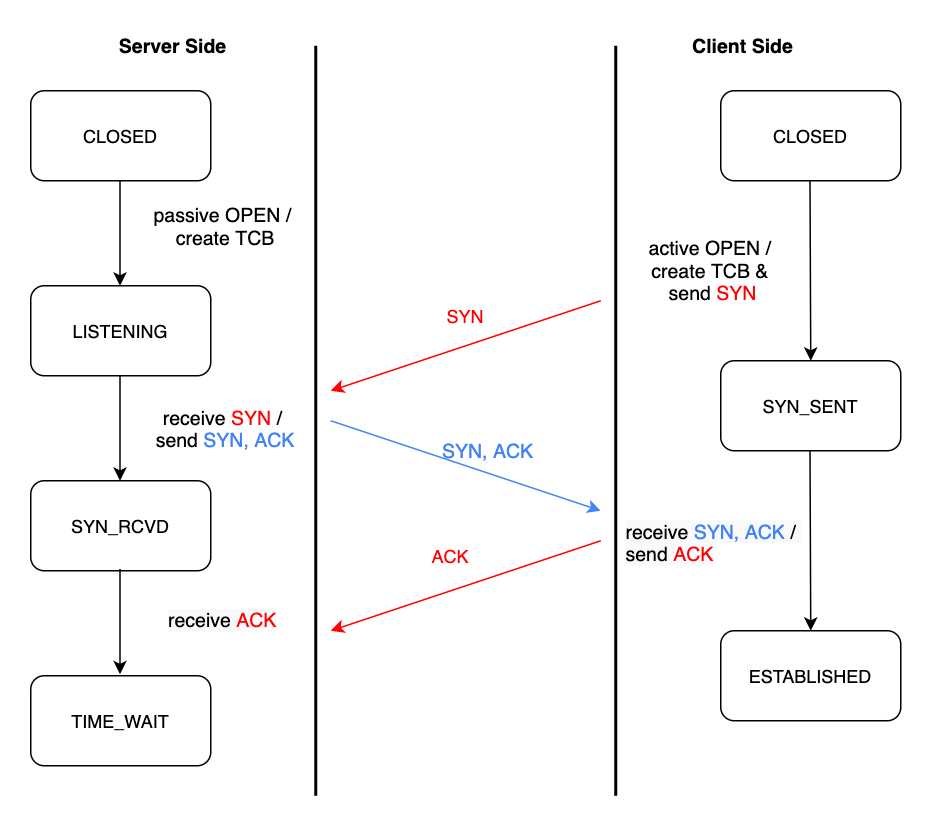 Server Side
Client Side
CLOSED
CLOSED
passive OPEN /
create TCB
active OPEN /
create TCB &
send SYN
SYN
LISTENING
SYN_SENT
receive SYN /
send SYN, ACK
SYN, ACK
SYN_RCVD
receive SYN, ACK /
send ACK
ACK
receive ACK
ESTABLISHED
TIME_WAIT